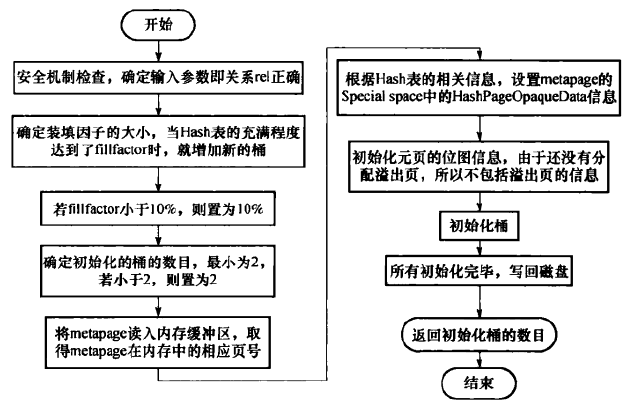 开始
安全机制检查，确定输入参数即关系rel正确
确定装填因子的大小，当Hash表的充满程度
达到了fillfactor时，就增加新的桶
若fillfactor小于10%，则置为10%
确定初始化的桶的数目，最小为2，
若小于2，则置为2
将metapage读入内存缓冲区，取
得metapage在内存中的相应页号
根据Hash表的相关信息，设置metapage的
Special space中的HashPageOpaqueData信息
初始化元页的位图信息，由于还没有分
配溢出页，所以不包括溢出页的信息
初始化桶
所有初始化完毕，写回磁盘
返回初始化桶的数目
结束